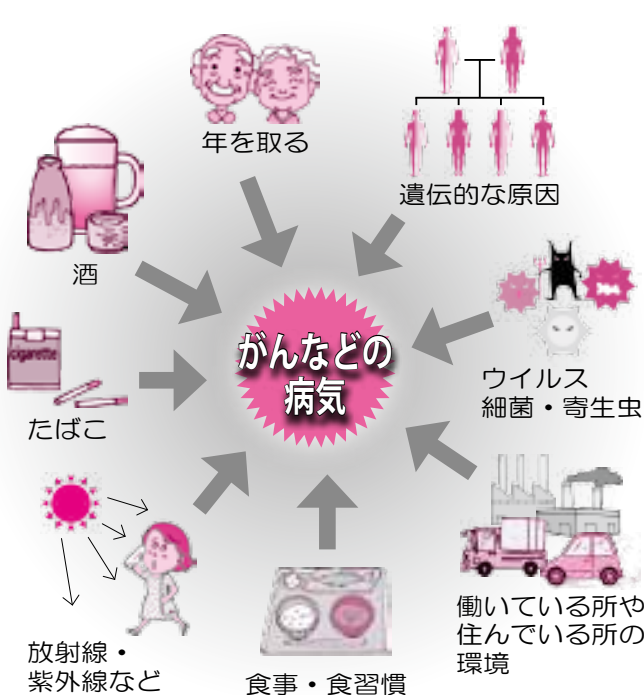 年を取る
遺伝的な原因
酒
がんなどの
病気
ウイルス
細菌・寄生虫
cigarette
たばこ
働いている所や
住んでいる所の
環境
放射線・
紫外線など
食事・食習慣